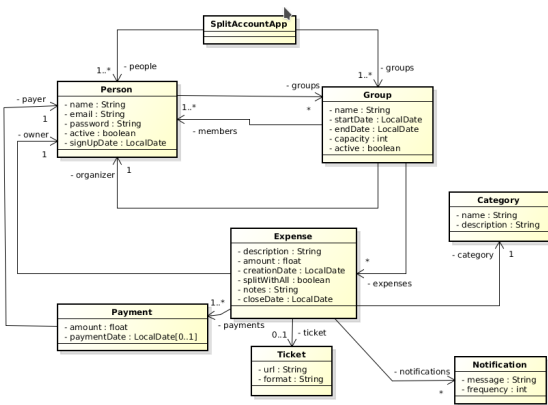 SplitAccountApp
- people
1..*
- groups
1..*
Person
- name : String
- email : String
- password : String
- active : boolean
- signUpDate : LocalDate
- groups
*
Group
- name : String
- startDate : LocalDate
- endDate : LocalDate
- capacity : int
- active : boolean
1..*
- members
- payer
1
- owner
1
- organizer
1
Category
- name : String
- description : String
- category
1
Expense
- description : String
- amount : float
- creationDate : LocalDate
- splitWithAll : boolean
- notes : String
- closeDate : LocalDate
*
- expenses
Payment
- amount : float
- paymentDate : LocalDate[0..1]
1..*
- payments
0..1
- ticket
Ticket
- url : String
- format : String
- notifications
*
Notification
- message : String
- frequency : int